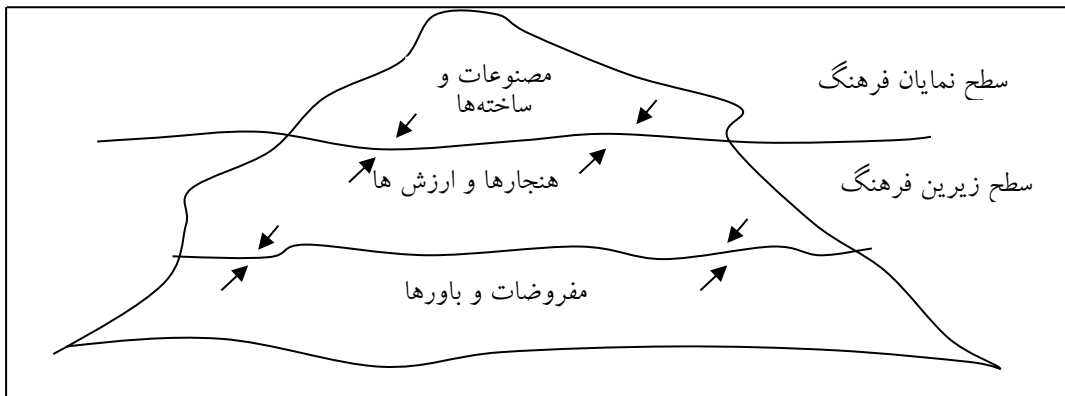 سطح نمایان فرهنگ
مصنوعات و
ساخته‌ها
سطح زیرین فرهنگ
هنجارها و ارزش ها
مفروضات و باورها